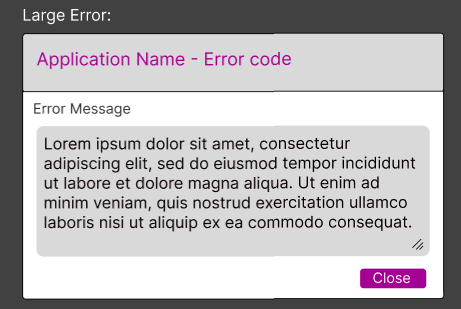 Large Error:
Application Name - Error code
Error Message
Lorem ipsum dolor sit amet, consectetur
adipiscing elit, sed do eiusmod tempor incididunt
ut labore et dolore magna aliqua. Ut enim ad
minim veniam, quis nostrud exercitation ullamco
laboris nisi ut aliquip ex ea commodo consequat.
Close